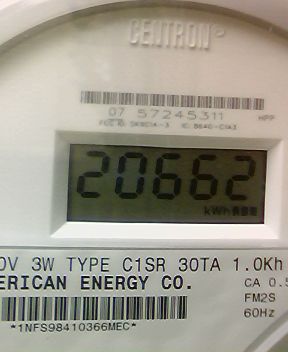 CENTRON
07 57245311 HPP
20662
kWh
0V 3W TYPE C1SR 30TA 1.0Kh
ERICAN ENERGY CO. CA 0.5
FM2S
*1NFS98410366MEC* 60Hz